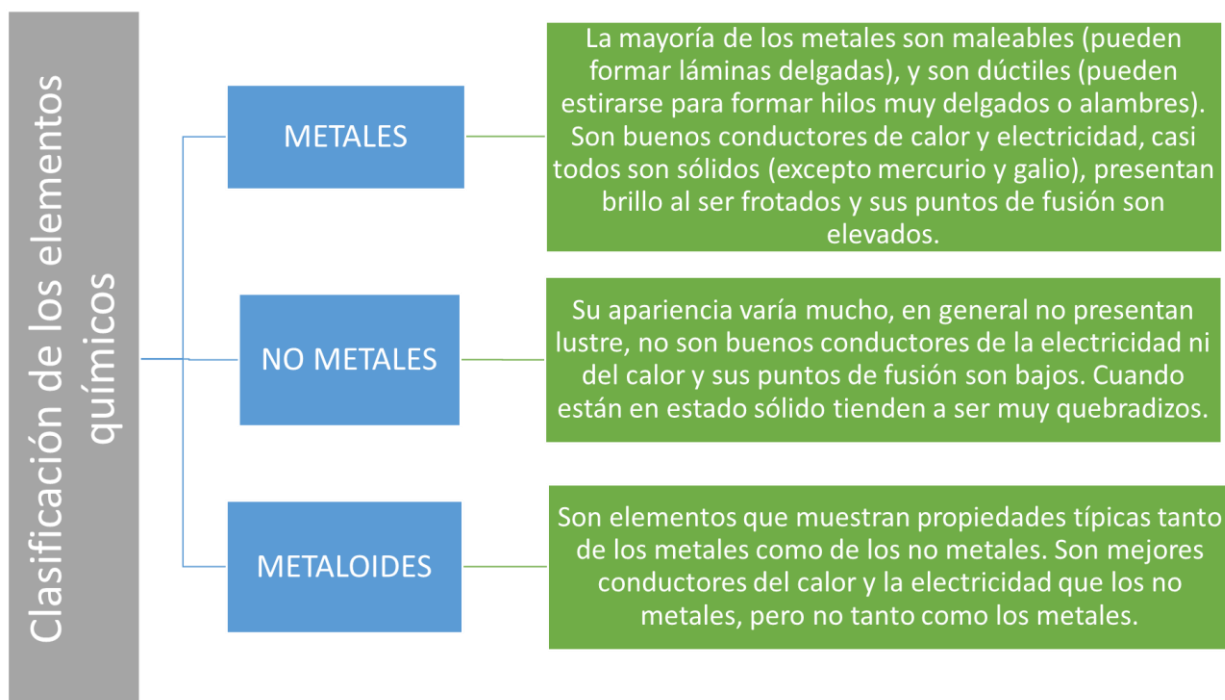 Clasificación de los elementos
químicos
METALES
La mayoría de los metales son maleables (pueden
formar láminas delgadas), y son dúctiles (pueden
estirarse para formar hilos muy delgados o alambres).
Son buenos conductores de calor y electricidad, casi
todos son sólidos (excepto mercurio y galio), presentan
brillo al ser frotados y sus puntos de fusión son
elevados.
NO METALES
Su apariencia varía mucho, en general no presentan
lustre, no son buenos conductores de la electricidad ni
del calor y sus puntos de fusión son bajos. Cuando
están en estado sólido tienden a ser muy quebradizos.
METALOIDES
Son elementos que muestran propiedades típicas tanto
de los metales como de los no metales. Son mejores
conductores del calor y la electricidad que los no
metales, pero no tanto como los metales.